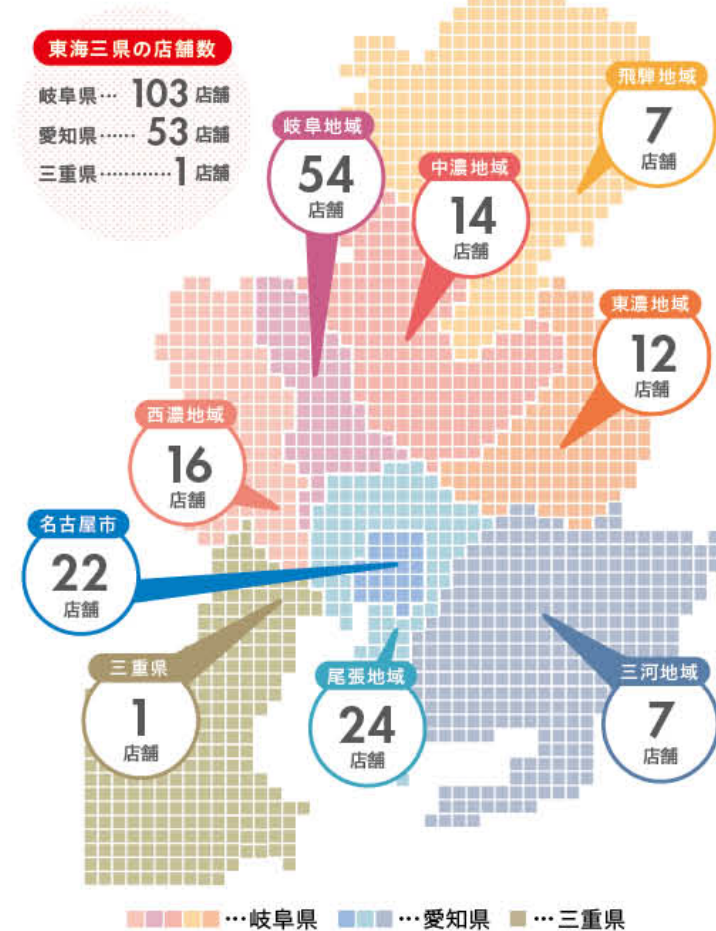 東海三県の店舗数
岐阜県… 103 店舗
愛知県…… 53 店舗
三重県………… 1 店舗
飛騨地域
7
店舗
岐阜地域
54
店舗
中濃地域
14
店舗
東濃地域
12
店舗
西濃地域
16
店舗
名古屋市
22
店舗
三重県
1
店舗
尾張地域
24
店舗
三河地域
7
店舗
…岐阜県 …愛知県 …三重県